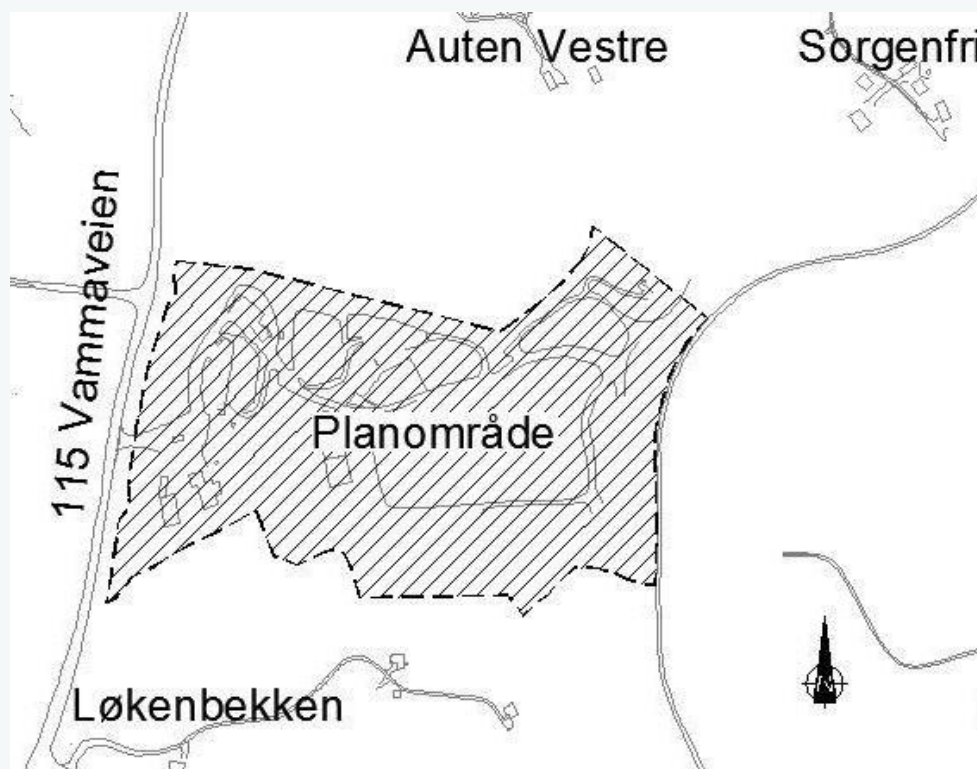 Auten Vestre
Sorgenfri
115 Vammaveien
Planområde
Løkenbekken
N